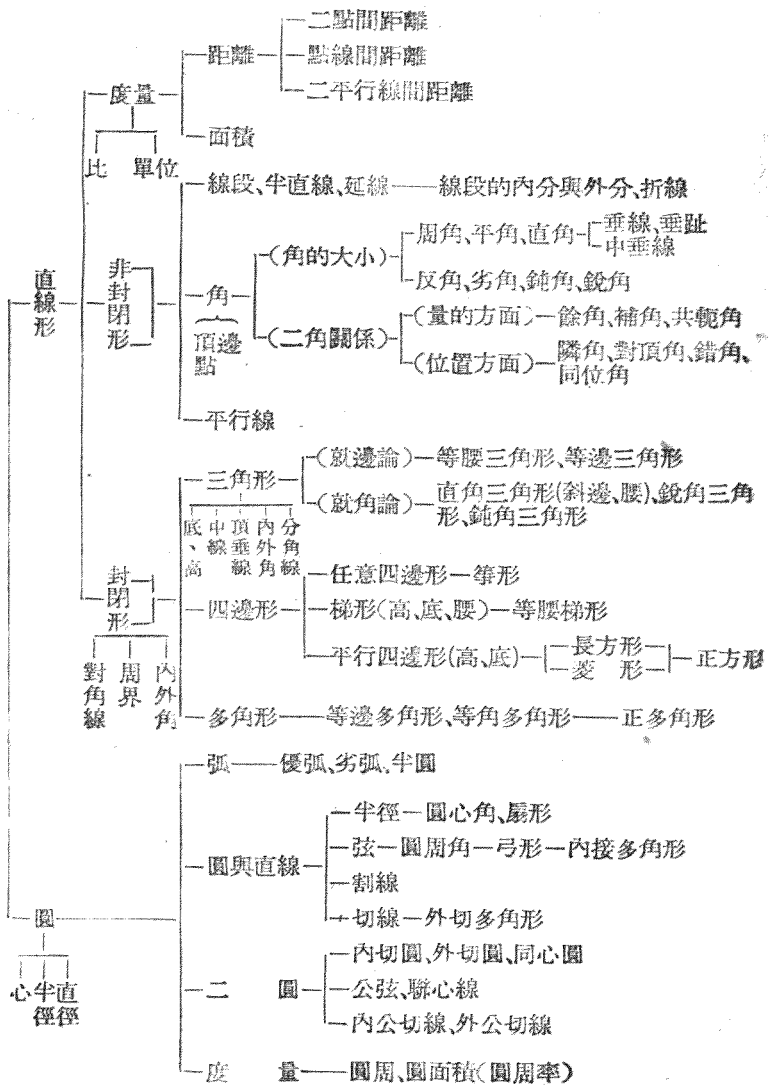 二點間距離
距離
點線間距離
二平行線間距離
度量
面積
比 單位
線段、半直線、延線 線段的內分與外分、折線
周角、平角、直角
垂線、垂趾
中垂線
(角的大小)
反角、劣角、鈍角、銳角
直線形
非封閉形
角
頂點
邊
(二角關係)
(量的方面) 餘角、補角、共軛角
(位置方面) 隣角、對頂角、錯角、
同位角
平行線
三角形
(就邊論) 等腰三角形、等邊三角形
(就角論) 直角三角形(斜邊、腰)、銳角三角
形、鈍角三角形
底、高
中線
頂垂線
內外角
分角線
封閉形
四邊形
任意四邊形 箏形
梯形(高、底、腰) 等腰梯形
平行四邊形(高、底)
長方形
菱 形
正方形
對角線
周界
內外角
多角形 等邊多角形、等角多角形 正多角形
弧 優弧、劣弧、半圓
圓與直線
半徑 圓心角、扇形
弦 圓周角 弓形 內接多角形
割線
切線 外切多角形
圓
心
半徑
直徑
二 圓
內切圓、外切圓、同心圓
公弦、聯心線
內公切線、外公切線
度 量 圓周、圓面積(圓周率)